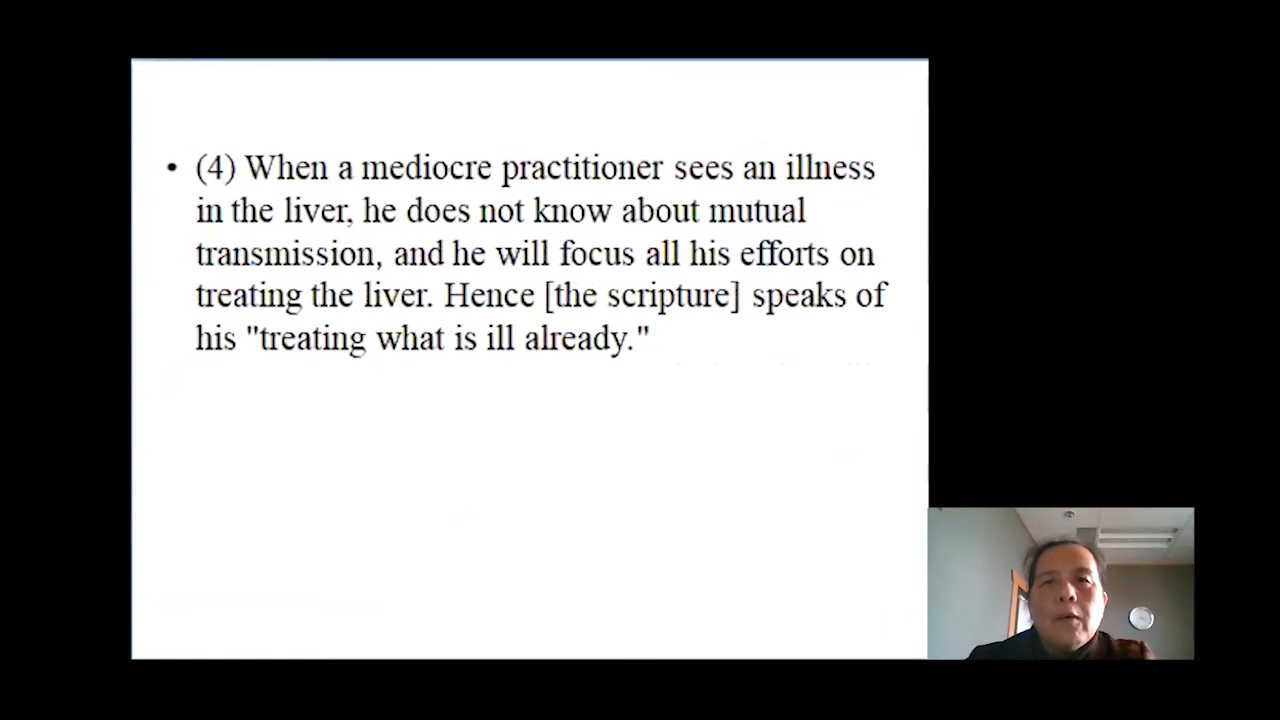 • (4) When a mediocre practitioner sees an illness
in the liver, he does not know about mutual
transmission, and he will focus all his efforts on
treating the liver. Hence [the scripture] speaks of
his "treating what is ill already."